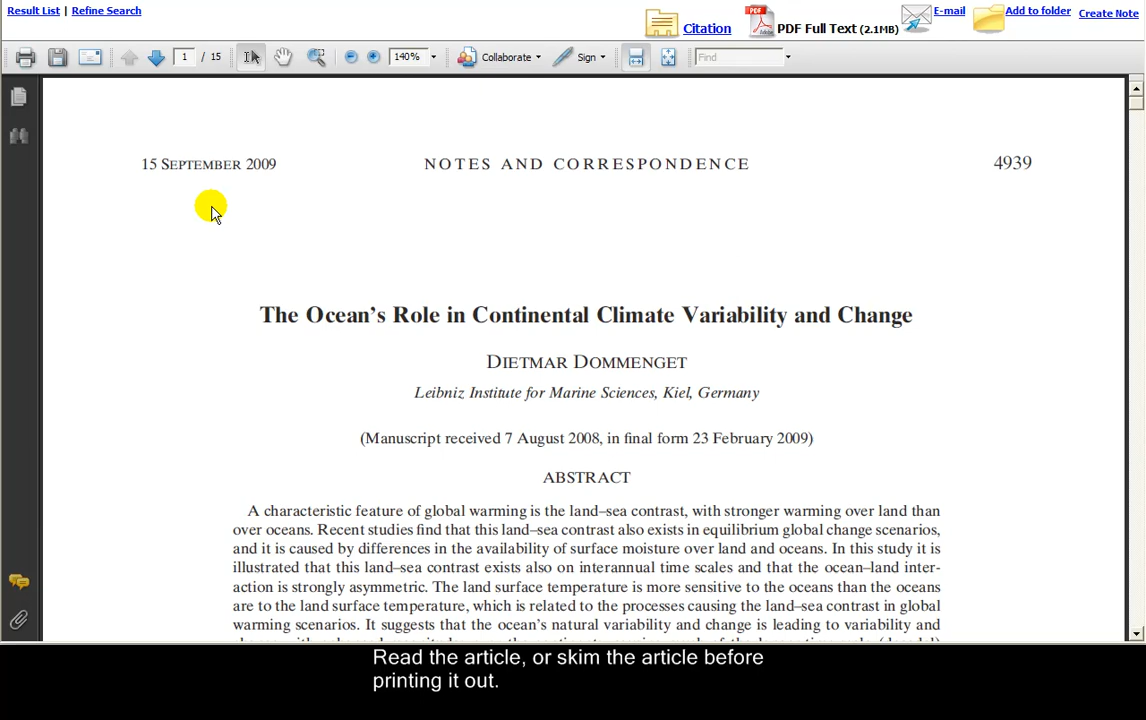 Result List | Refine Search
Citation
PDF Full Text (2.1MB)
E-mail
Add to folder
Create Note
1 / 15
140%
Collaborate
Sign
Find
15 SEPTEMBER 2009
NOTES AND CORRESPONDENCE
4939
The Ocean's Role in Continental Climate Variability and Change
DIETMAR DOMMENGET
Leibniz Institute for Marine Sciences, Kiel, Germany
(Manuscript received 7 August 2008, in final form 23 February 2009)
ABSTRACT
A characteristic feature of global warming is the land–sea contrast, with stronger warming over land than
over oceans. Recent studies find that this land–sea contrast also exists in equilibrium global change scenarios,
and it is caused by differences in the availability of surface moisture over land and oceans. In this study it is
illustrated that this land–sea contrast exists also on interannual time scales and that the ocean–land inter-
action is strongly asymmetric. The land surface temperature is more sensitive to the oceans than the oceans
are to the land surface temperature, which is related to the processes causing the land–sea contrast in global
warming scenarios. It suggests that the ocean's natural variability and change is leading to variability and
Read the article, or skim the article before
printing it out.